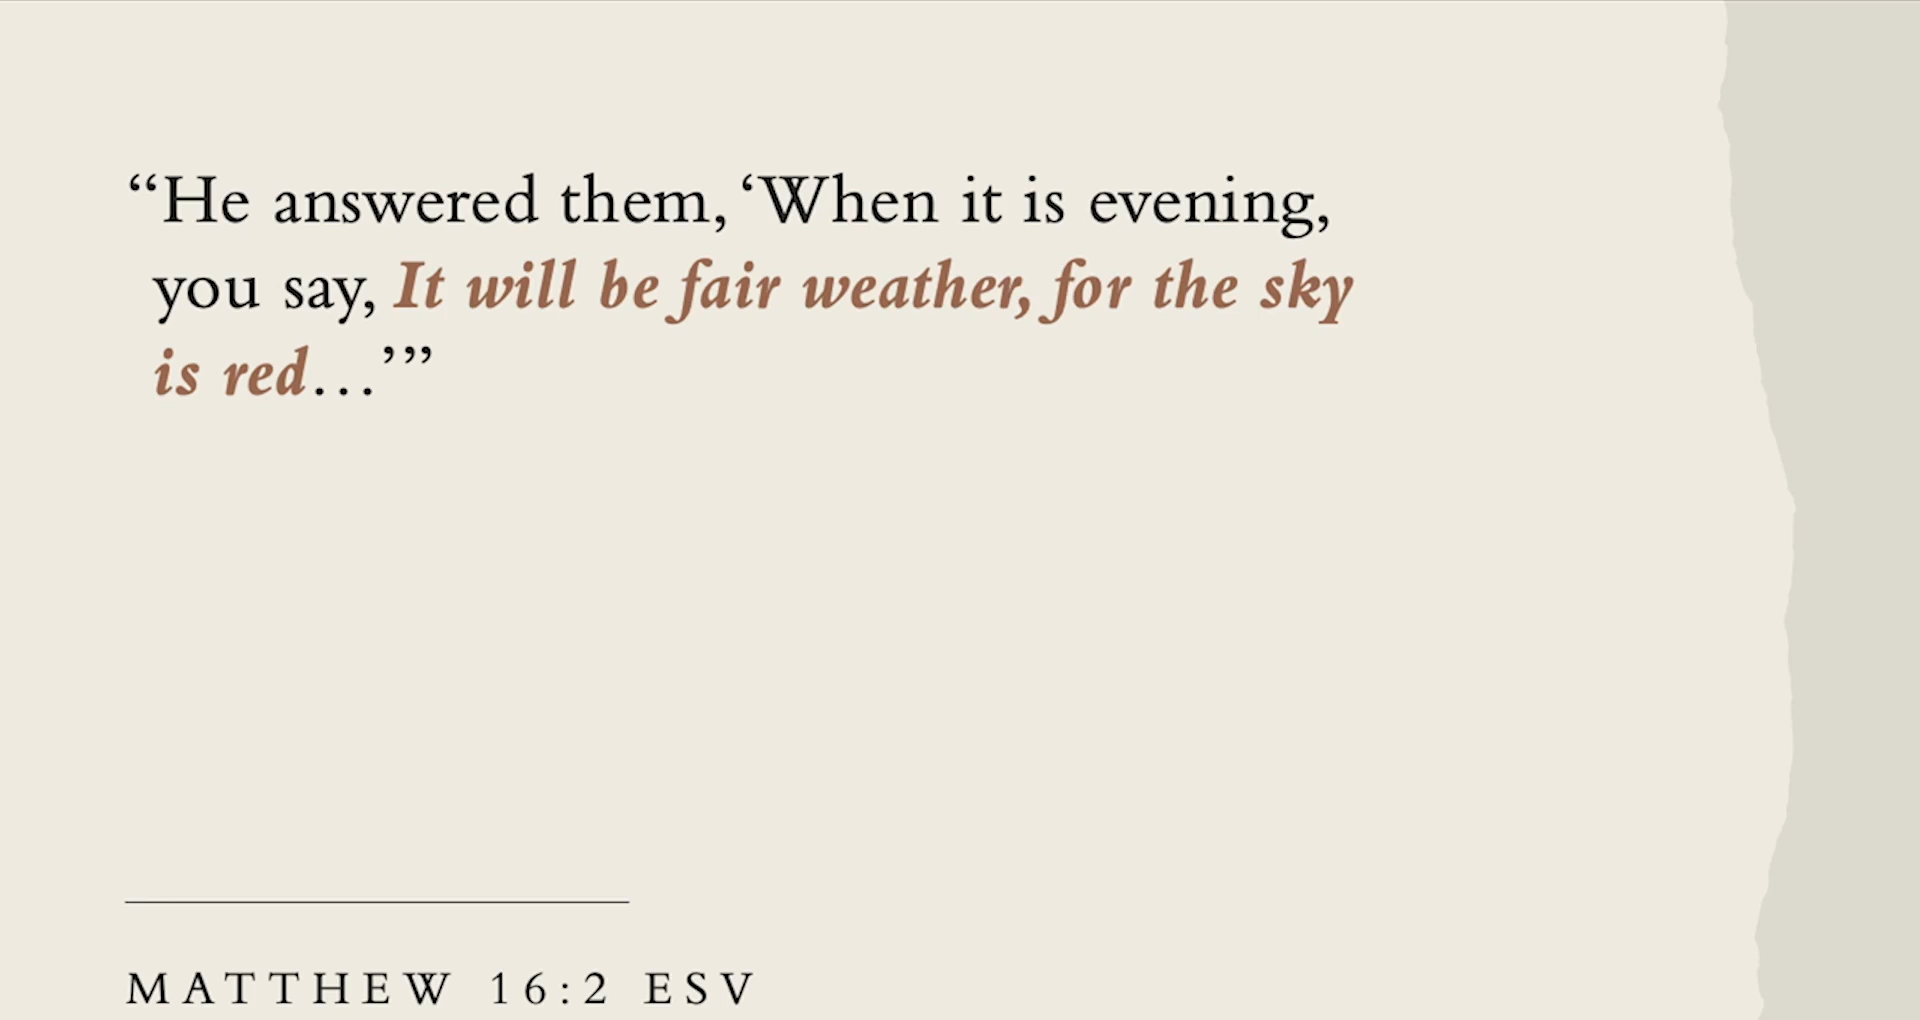 “He answered them, ‘When it is evening,
you say, It will be fair weather, for the sky
is red…’”’
MATTHEW 16:2 ESV